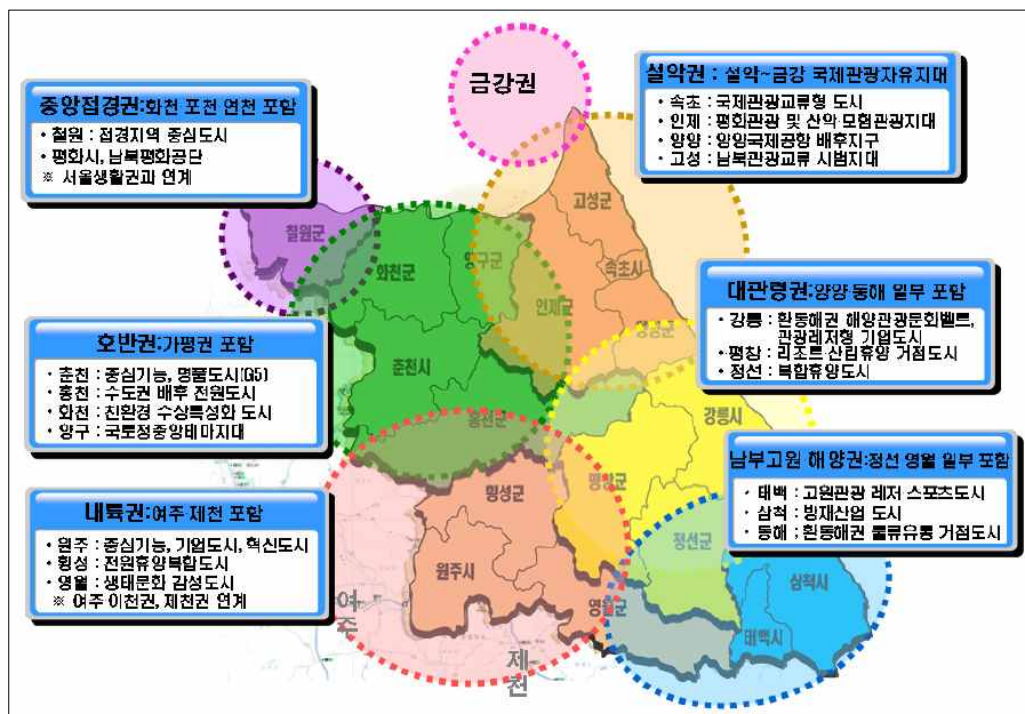 금강권
중앙접경권:화천 포천 연천 포함
• 철원 : 접경지역 중심도시
• 평화시, 남북평화공단
※ 서울생활권과 연계
설악권 : 설악~금강 국제관광자유지대
• 속초 : 국제관광교류형 도시
• 인제 : 평화관광 및 산악·모험관광지대
• 양양 : 양양국제공항 배후지구
• 고성 : 남북관광교류 시범지대
호반권:가평권 포함
• 춘천 : 중심기능, 명품도시(G5)
• 홍천 : 수도권 배후 전원도시
• 화천 : 친환경 수상특성화 도시
• 양구 : 국토정중앙테마지대
대관령권:양양·동해 일부 포함
• 강릉 : 환동해권 해양관광문화벨트,
관광레저형 기업도시
• 평창 : 리조트·산림휴양 거점도시
• 정선 : 복합휴양도시
내륙권:여주·제천 포함
• 원주 : 중심기능, 기업도시, 혁신도시
• 횡성 : 전원휴양복합도시
• 영월 : 생태문화 감성도시
※ 여주·이천권, 제천권 연계
남부고원 해양권:정선 영월 일부 포함
• 태백 : 고원관광 레저 스포츠도시
• 삼척 : 방재산업 도시
• 동해 ; 환동해권 물류유통 거점도시
고성군
철원군
양구군
화천군
속초시
인제군
양양군
춘천시
강릉시
홍천군
평창군
횡성군
정선군
원주시
삼척시
영월군
태백시
여주
제천